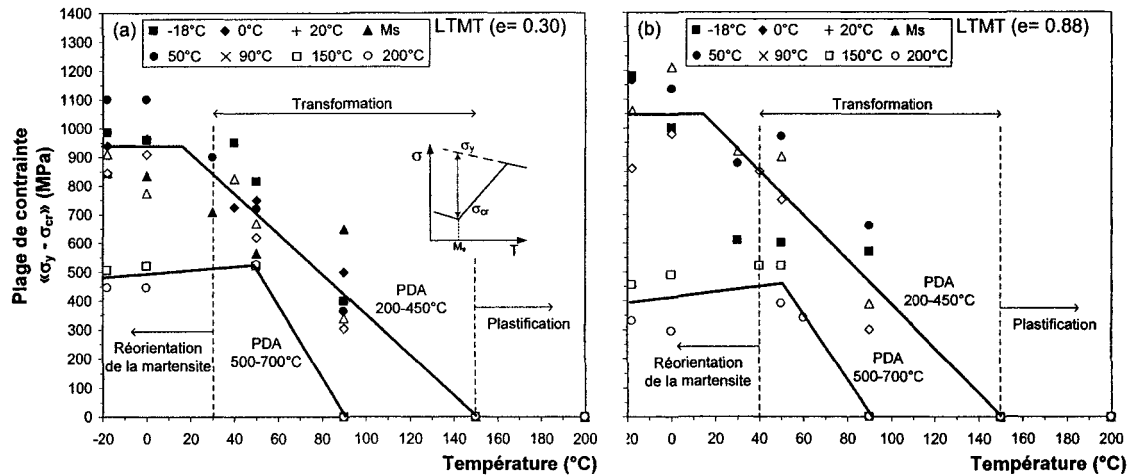 (a)
LTMT (e= 0.30)
-18°C 0°C 20°C Ms
50°C 90°C 150°C 200°C
Transformation
σ
σy
σcr
Ms
T
PDA
200-450°C
PDA
500-700°C
Réorientation
de la martensite
Plastification
Plage de contrainte
«σy - σcr» (MPa)
1400
1300
1200
1100
1000
900
800
700
600
500
400
300
200
100
0
-20 0 20 40 60 80 100 120 140 160 180 200
Température (°C)
(b)
LTMT (e= 0.88)
-18°C 0°C 20°C Ms
50°C 90°C 150°C 200°C
Transformation
PDA
200-450°C
PDA
500-700°C
Réorientation
de la martensite
Plastification
20 0 20 40 60 80 100 120 140 160 180 200
Température (°C)